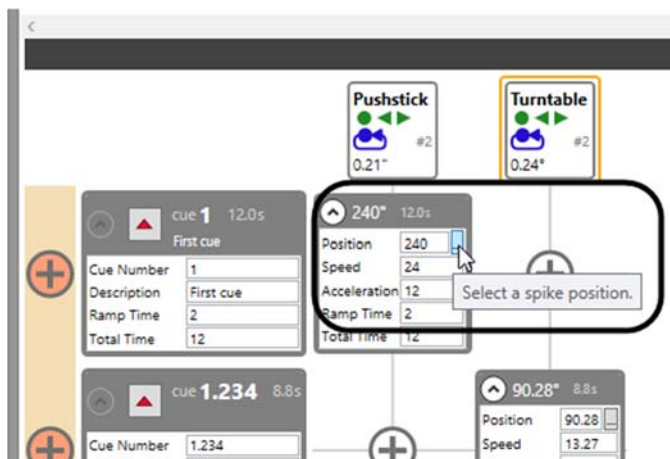 Pushstick
#2
0.21"
Turntable
#2
0.24°
cue 1 12.0s
First cue
Cue Number 1
Description First cue
Ramp Time 2
Total Time 12
240" 12.0s
Position 240 ...
Speed 24
Acceleration 12
Ramp Time 2
Total Time 12
Select a spike position.
cue 1.234 8.8s
Cue Number 1.234
90.28° 8.8s
Position 90.28 ...
Speed 13.27